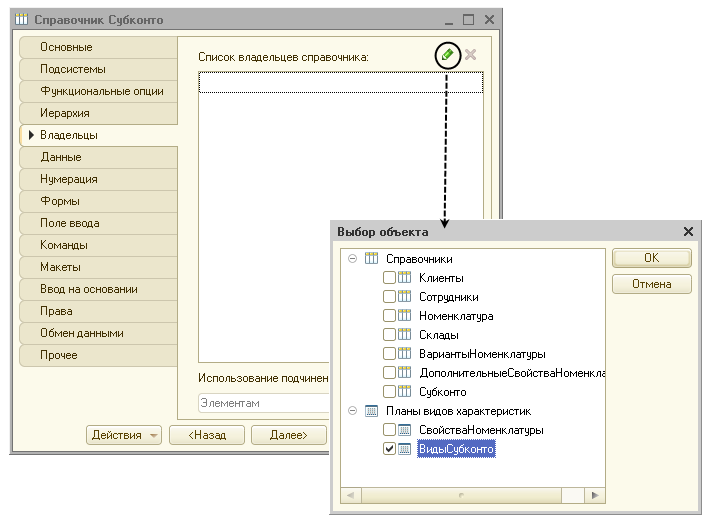 Справочник Субконто
Основные
Подсистемы
Функциональные опции
Иерархия
Владельцы
Данные
Нумерация
Формы
Поле ввода
Команды
Макеты
Ввод на основании
Права
Обмен данными
Прочее
Список владельцев справочника:
Использование подчинен
Элементам
Действия
<Назад
Далее>
Выбор объекта
Справочники
Клиенты
Сотрудники
Номенклатура
Склады
ВариантыНоменклатуры
ДополнительныеСвойстваНоменкла
Субконто
Планы видов характеристик
СвойстваНоменклатуры
ВидыСубконто
OK
Отмена